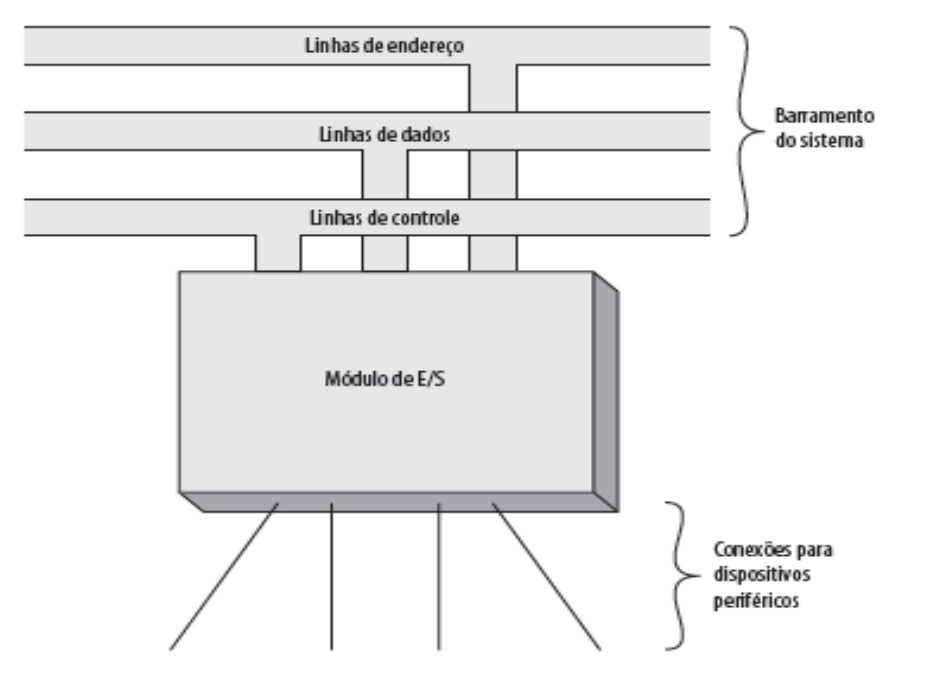 Linhas de endereço
Linhas de dados
Barramento
do sistema
Linhas de controle
Módulo de E/S
Conexões para
dispositivos
periféricos